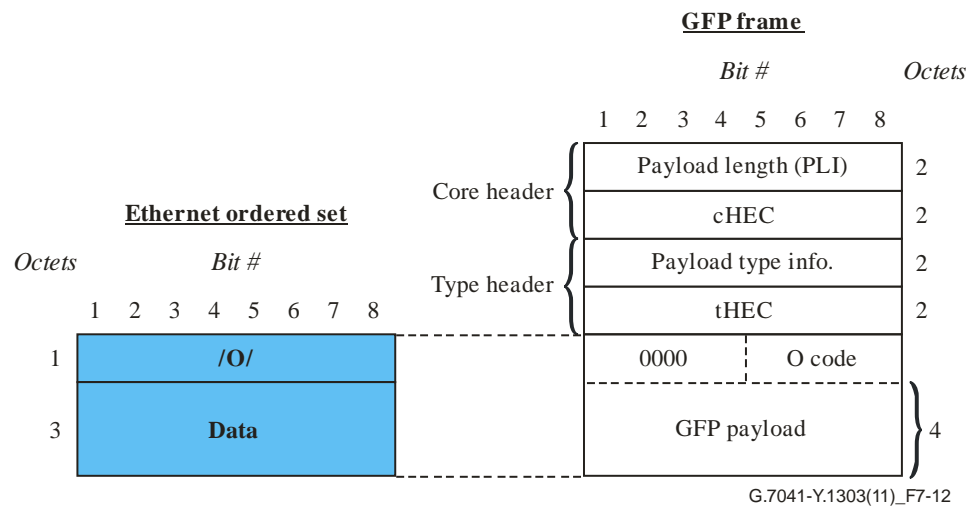 GFP frame
Bit # Octets
1 2 3 4 5 6 7 8
Payload length (PLI) 2
Core header
cHEC 2
Ethernet ordered set
Octets Bit #
Payload type info. 2
Type header
1 2 3 4 5 6 7 8
tHEC 2
1 /O/ 0000 O code
3 Data GFP payload 4
G.7041-Y.1303(11)_F7-12